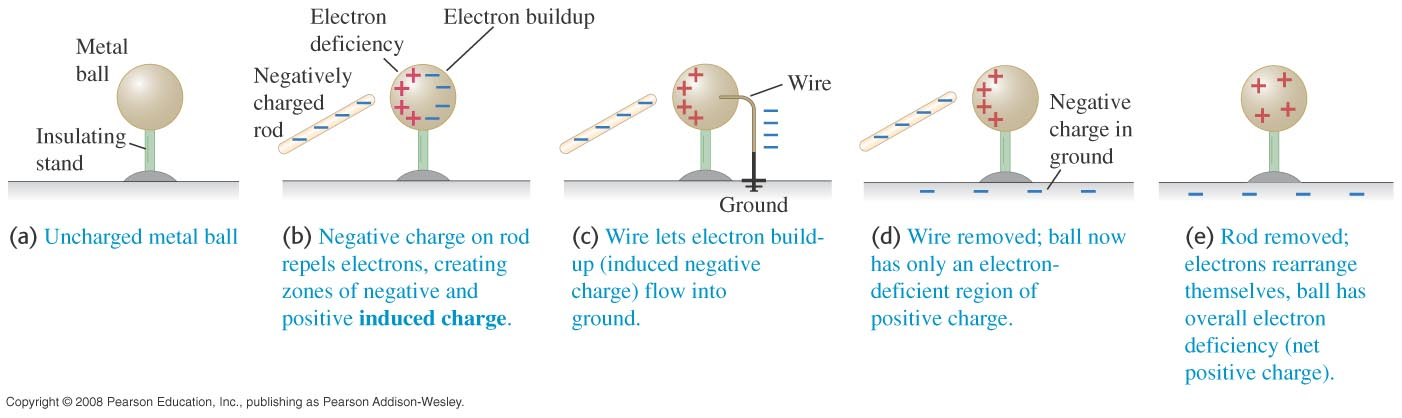 Metal
ball
Insulating
stand
(a) Uncharged metal ball
Electron
deficiency
Electron buildup
Negatively
charged
rod
(b) Negative charge on rod
repels electrons, creating
zones of negative and
positive induced charge.
Wire
Ground
(c) Wire lets electron build-
up (induced negative
charge) flow into
ground.
Negative
charge in
ground
(d) Wire removed; ball now
has only an electron-
deficient region of
positive charge.
(e) Rod removed;
electrons rearrange
themselves, ball has
overall electron
deficiency (net
positive charge).
Copyright © 2008 Pearson Education, Inc., publishing as Pearson Addison-Wesley.